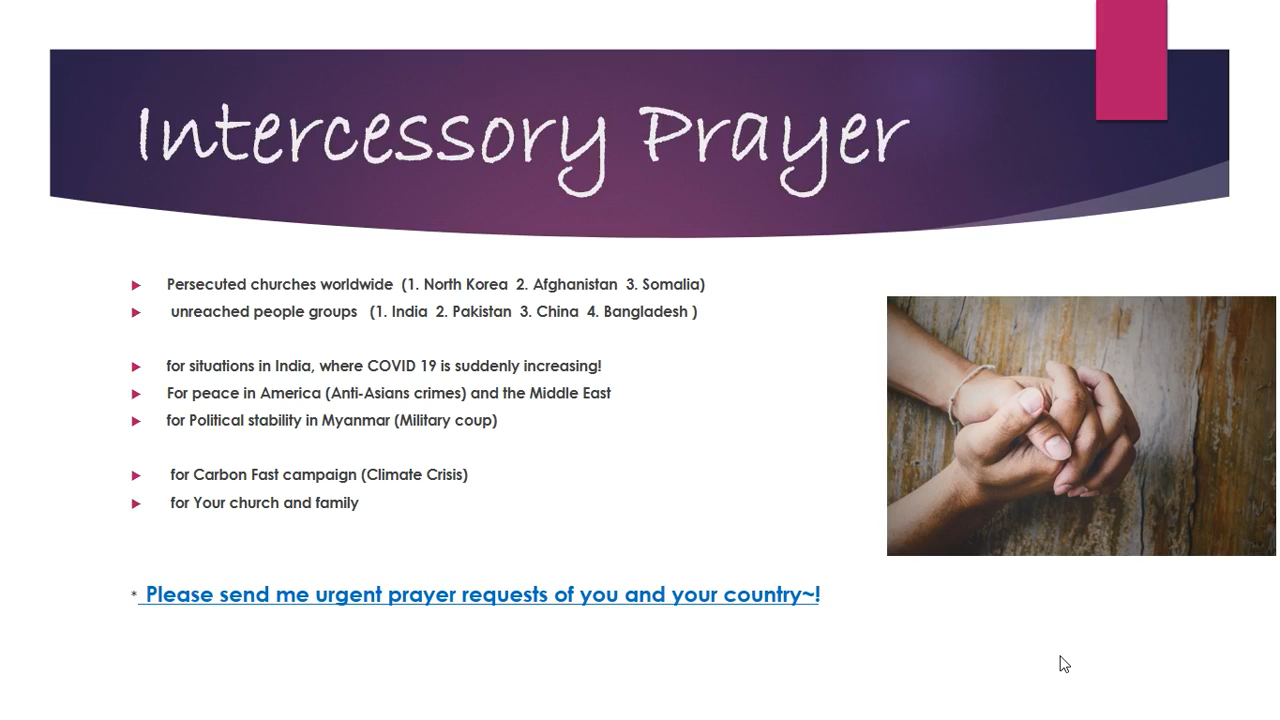 Intercessory Prayer
Persecuted churches worldwide (1. North Korea 2. Afghanistan 3. Somalia)
unreached people groups (1. India 2. Pakistan 3. China 4. Bangladesh )
for situations in India, where COVID 19 is suddenly increasing!
For peace in America (Anti-Asians crimes) and the Middle East
for Political stability in Myanmar (Military coup)
for Carbon Fast campaign (Climate Crisis)
for Your church and family
* Please send me urgent prayer requests of you and your country~!